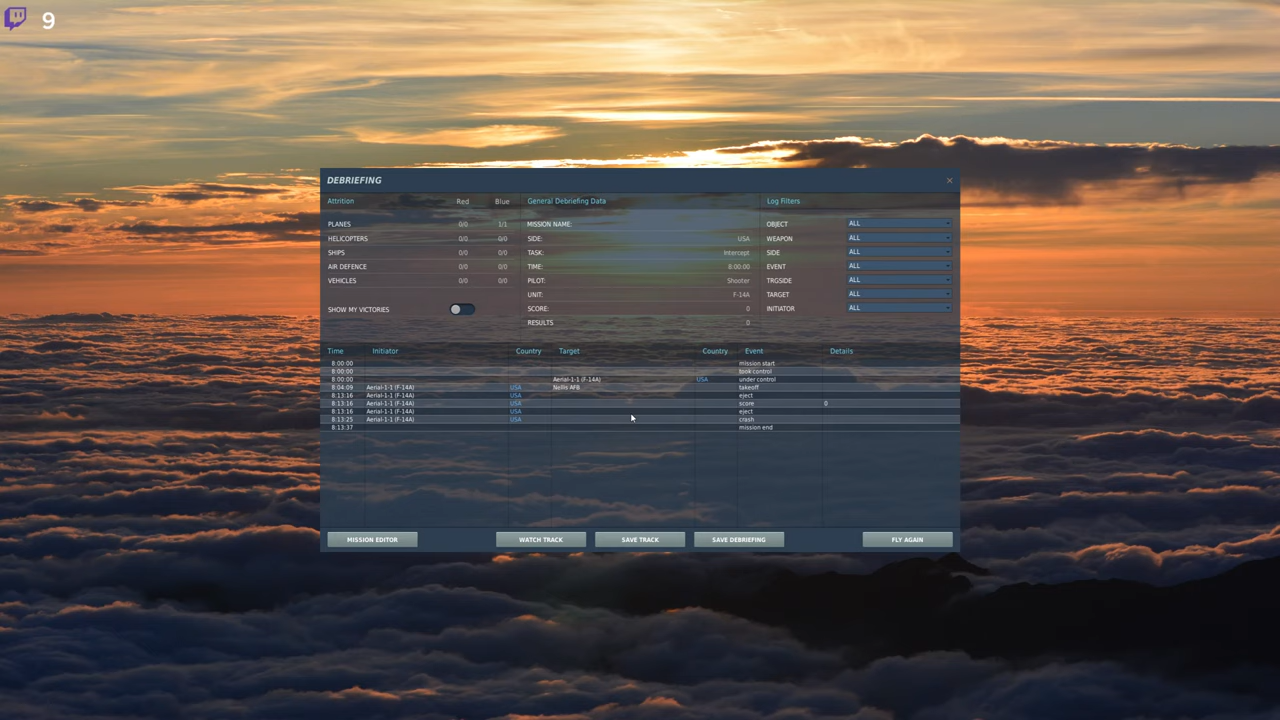 9
DEBRIEFING ×
Attrition Red Blue General Debriefing Data Log Filters
PLANES 0/0 1/1 MISSION NAME: OBJECT ALL
HELICOPTERS 0/0 0/0 SIDE: USA WEAPON ALL
SHIPS 0/0 0/0 TASK: Intercept SIDE ALL
AIR DEFENCE 0/0 0/0 TIME: 8:00:00 EVENT ALL
VEHICLES 0/0 0/0 PILOT: Shooter TRGSIDE ALL
UNIT: F-14A TARGET ALL
SHOW MY VICTORIES SCORE: 0 INITIATOR ALL
RESULTS 0
Time Initiator Country Target Country Event Details
8:00:00 mission start
8:00:00 took control
8:00:00 Aerial-1-1 (F-14A) USA under control
8:04:09 Aerial-1-1 (F-14A) USA Nellis AFB takeoff
8:13:16 Aerial-1-1 (F-14A) USA eject
8:13:16 Aerial-1-1 (F-14A) USA score 0
8:13:16 Aerial-1-1 (F-14A) USA eject
8:13:25 Aerial-1-1 (F-14A) USA crash
8:13:37 mission end
MISSION EDITOR WATCH TRACK SAVE TRACK SAVE DEBRIEFING FLY AGAIN